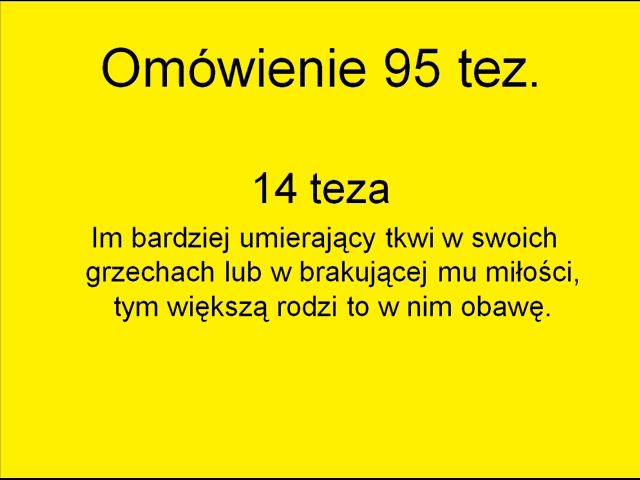 Omówienie 95 tez.
14 teza
Im bardziej umierający tkwi w swoich
grzechach lub w brakującej mu miłości,
tym większą rodzi to w nim obawę.